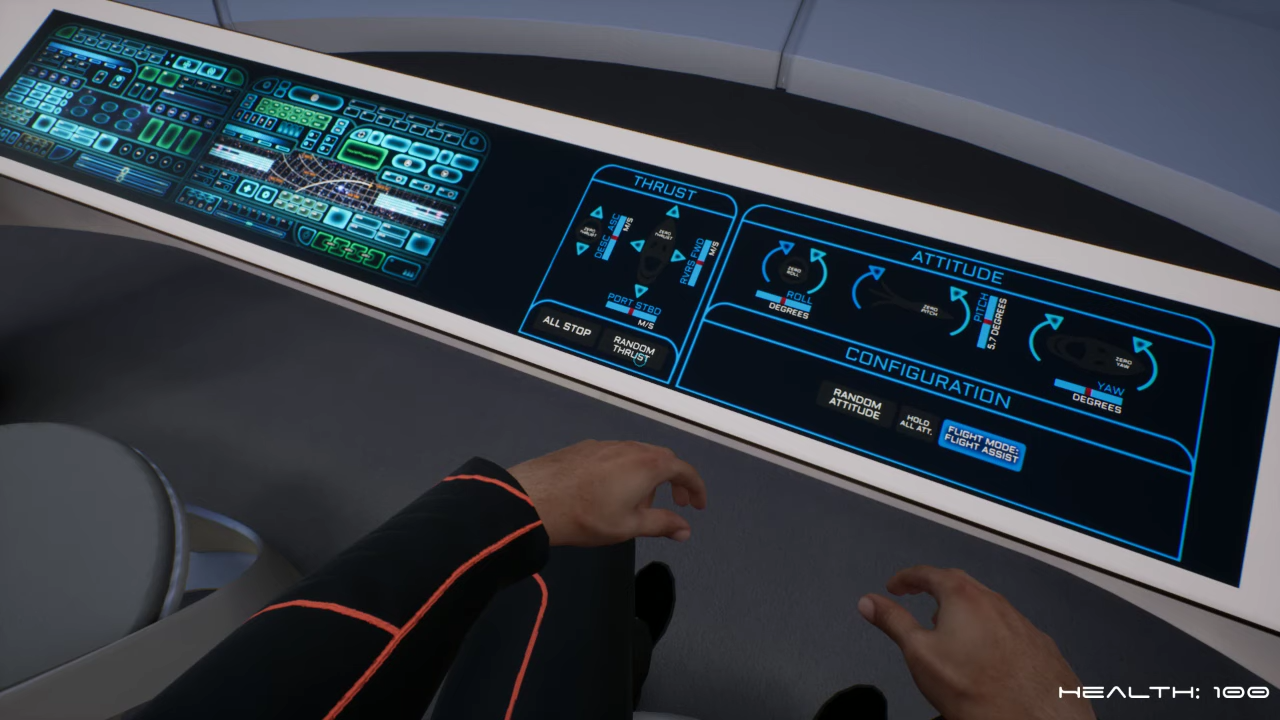 THRUST
ZERO
THRUST
DESC ASC
M/S
ZERO
THRUST
RVRS FWD
M/S
PORT STBD
M/S
ALL STOP
RANDOM
THRUST
ATTITUDE
ZERO
ROLL
ROLL
DEGREES
ZERO
PITCH
PITCH
5.7 DEGREES
ZERO
YAW
YAW
DEGREES
CONFIGURATION
RANDOM
ATTITUDE
HOLD
ALL ATT.
FLIGHT MODE:
FLIGHT ASSIST
HEALTH: 100